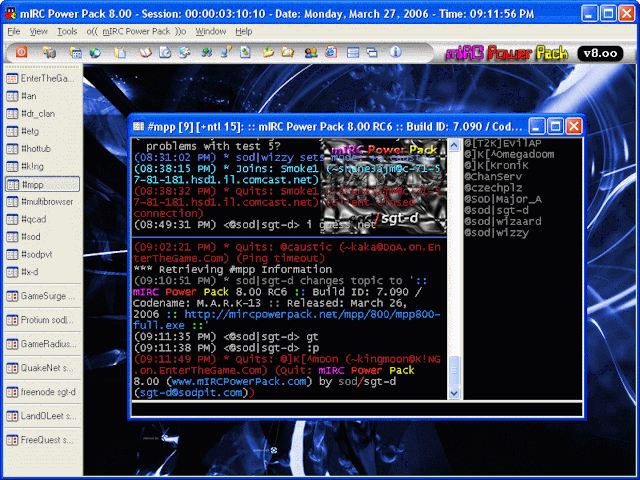 mIRC Power Pack 8.00 - Session: 00:00:03:10:10 - Date: Monday, March 27, 2006 - Time: 09:11:56 PM
File View Tools o(( mIRC Power Pack ))o Window Help
mIRC Power Pack v8.00
EnterTheGa...
#an
#dr_clan
#etg
#hottub
#k!ng
#mpp
#multibrowser
#qcad
#sod
#sodpvt
#x-d
GameSurge ...
Protium sod|...
GameRadius...
QuakeNet s...
freenode sgt-d
LandOLeet s...
FreeQuest s...
#mpp [9] [+ntl 15]: :: mIRC Power Pack 8.00 RC6 :: Build ID: 7.090 / Cod...
problems with test 5?
(08:31:02 PM) * sod|wizzy sets mode:
(08:38:15 PM) * Joins: Smoke1
7-81-181.hsd1.il.comcast.net)
(08:38:32 PM) * Quits: Smoke1
7-81-181.hsd1.il.comcast.net) (Client closed
connection)
(08:49:31 PM) <@sod|sgt-d> i guess not
(09:02:21 PM) * Quits: @caustic (~kaka@DoA.on.En
terTheGame.Com) (Ping timeout)
*** Retrieving #mpp Information
(09:10:51 PM) * sod|sgt-d changes topic to '::
mIRC Power Pack 8.00 RC6 :: Build ID: 7.090 /
Codename: M.A.R.K-13 :: Released: March 26,
2006 :: http://mircpowerpack.net/mpp/800/mpp800-
full.exe ::'
(09:11:35 PM) <@sod|sgt-d> gt
(09:11:38 PM) <@sod|sgt-d> :p
(09:11:49 PM) * Quits: @]K[^mOOn (~kingmoon@K!NG
.on.EnterTheGame.Com) (Quit: mIRC Power Pack
8.00 (www.mIRCPowerPack.com) by sod/sgt-d
(sgt-d@sodpit.com))
mIRC Power Pack
sod/sgt-d
@[T2K]EvilAP
@]K[^Omegadoom
@]K[kronik
@ChanServ
@czechplz
@SoD|Major_A
@sod|sgt-d
@sod|wizaard
@sod|wizzy